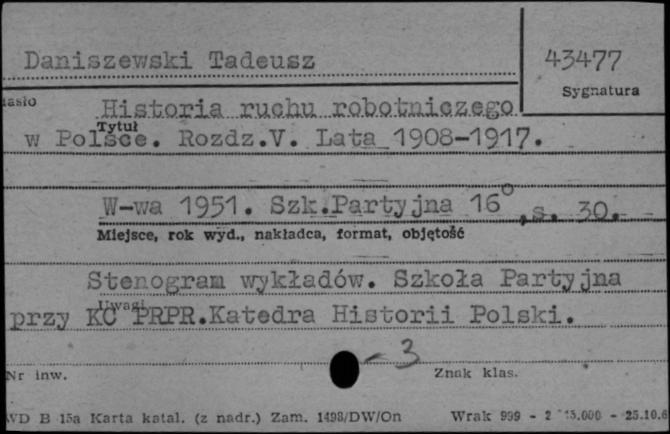 Daniszewski Tadeusz
43477
Sygnatura
asło
Historia ruchu robotniczego
Tytuł
w Polsce. Rozdz.V. Lata 1908-1917.
W-wa 1951. Szk.Partyjna 16°,s. 30.
Miejsce, rok wyd., nakładca, format, objętość
Stenogram wykładów. Szkoła Partyjna
Uwagi
przy KC PRPR.Katedra Historii Polski.
- 3
Nr inw.
Znak klas.
WD B 15a Karta katal. (z nadr.) Zam. 1498/DW/On Wrak 999 - 2 15.000 - 25.10.6